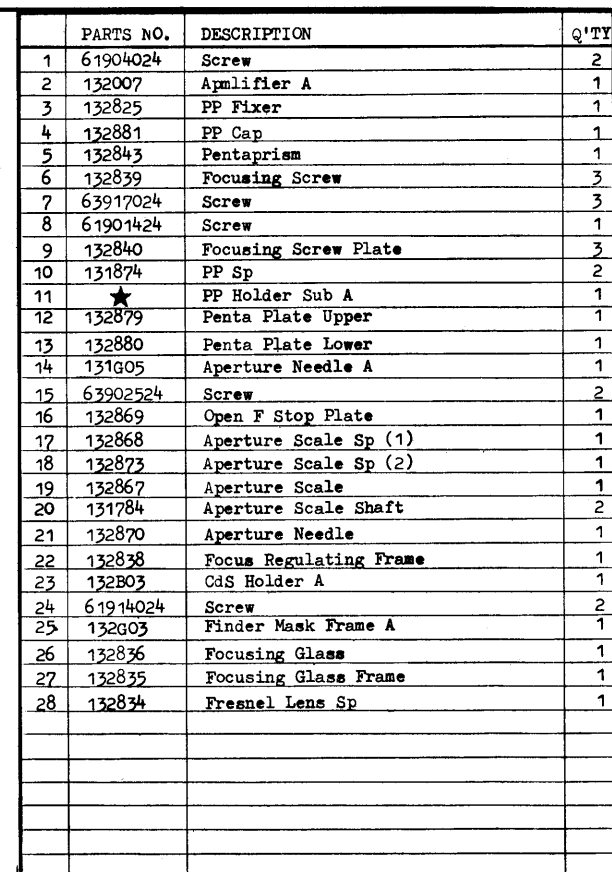 PARTS NO. DESCRIPTION Q'TY
1 61904024 Screw 2
2 132007 Apmlifier A 1
3 132825 PP Fixer 1
4 132881 PP Cap 1
5 132843 Pentaprism 1
6 132839 Focusing Screw 3
7 63917024 Screw 3
8 61901424 Screw 1
9 132840 Focusing Screw Plate 3
10 131874 PP Sp 2
11 ★ PP Holder Sub A 1
12 132879 Penta Plate Upper 1
13 132880 Penta Plate Lower 1
14 131G05 Aperture Needle A 1
15 63902524 Screw 2
16 132869 Open F Stop Plate 1
17 132868 Aperture Scale Sp (1) 1
18 132873 Aperture Scale Sp (2) 1
19 132867 Aperture Scale 1
20 131784 Aperture Scale Shaft 2
21 132870 Aperture Needle 1
22 132838 Focus Regulating Frame 1
23 132B03 CdS Holder A 1
24 61914024 Screw 2
25 132G03 Finder Mask Frame A 1
26 132836 Focusing Glass 1
27 132835 Focusing Glass Frame 1
28 132834 Fresnel Lens Sp 1